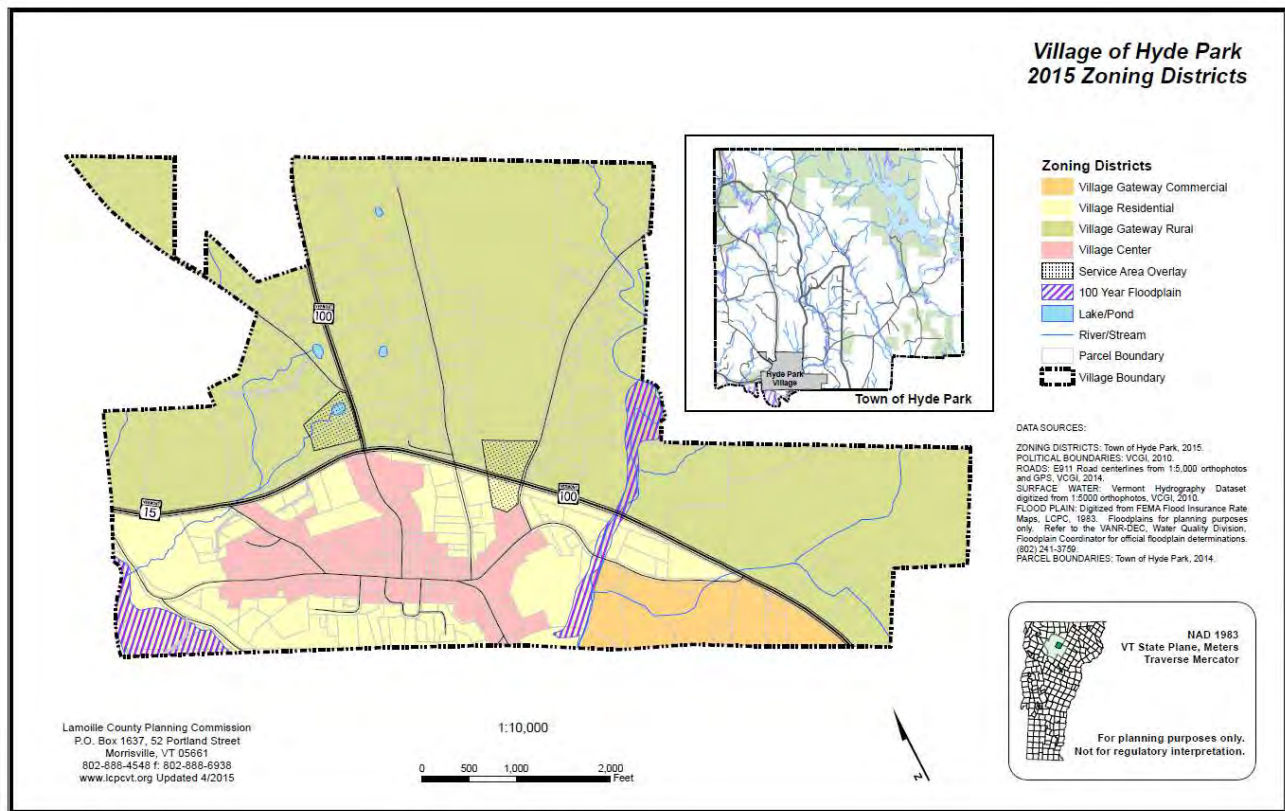 Village of Hyde Park
2015 Zoning Districts
Zoning Districts
Village Gateway Commercial
Village Residential
Village Gateway Rural
Village Center
Service Area Overlay
100 Year Floodplain
Lake/Pond
River/Stream
Parcel Boundary
Village Boundary
DATA SOURCES:
ZONING DISTRICTS: Town of Hyde Park, 2015.
POLITICAL BOUNDARIES: VCGI, 2010.
ROADS: E911 Road centerlines from 1:5,000 orthophotos
and GPS, VCGI, 2014.
SURFACE WATER: Vermont Hydrography Dataset
digitized from 1:5000 orthophotos, VCGI, 2010.
FLOOD PLAIN: Digitized from FEMA Flood Insurance Rate
Maps, LCPC, 1983. Floodplains for planning purposes
only. Refer to the VANR-DEC, Water Quality Division,
Floodplain Coordinator for official floodplain determinations.
(802) 241-3759.
PARCEL BOUNDARIES: Town of Hyde Park, 2014.
Hyde Park
Village
Town of Hyde Park
VERMONT
100
VERMONT
15
VERMONT
100
NAD 1983
VT State Plane, Meters
Traverse Mercator
For planning purposes only.
Not for regulatory interpretation.
Lamoille County Planning Commission
P.O. Box 1637, 52 Portland Street
Morrisville, VT 05661
802-888-4548 f: 802-888-6938
www.lcpcvt.org Updated 4/2015
1:10,000
0 500 1,000 2,000
Feet
N